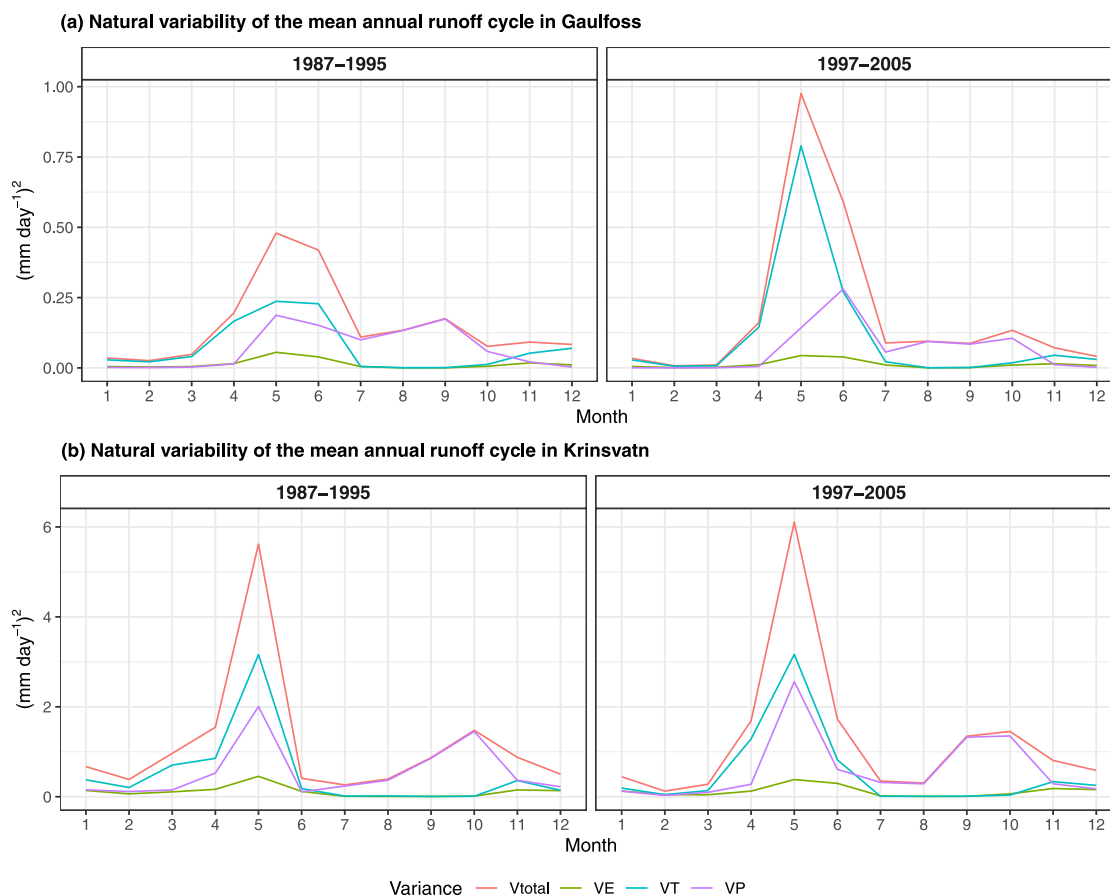 (a) Natural variability of the mean annual runoff cycle in Gaulfoss
1987–1995 1997–2005
1.00
0.75
0.50
0.25
0.00
(mm day⁻¹)²
1 2 3 4 5 6 7 8 9 10 11 12 1 2 3 4 5 6 7 8 9 10 11 12
Month
(b) Natural variability of the mean annual runoff cycle in Krinsvatn
1987–1995 1997–2005
6
4
2
0
(mm day⁻¹)²
1 2 3 4 5 6 7 8 9 10 11 12 1 2 3 4 5 6 7 8 9 10 11 12
Month
Variance Vtotal VE VT VP